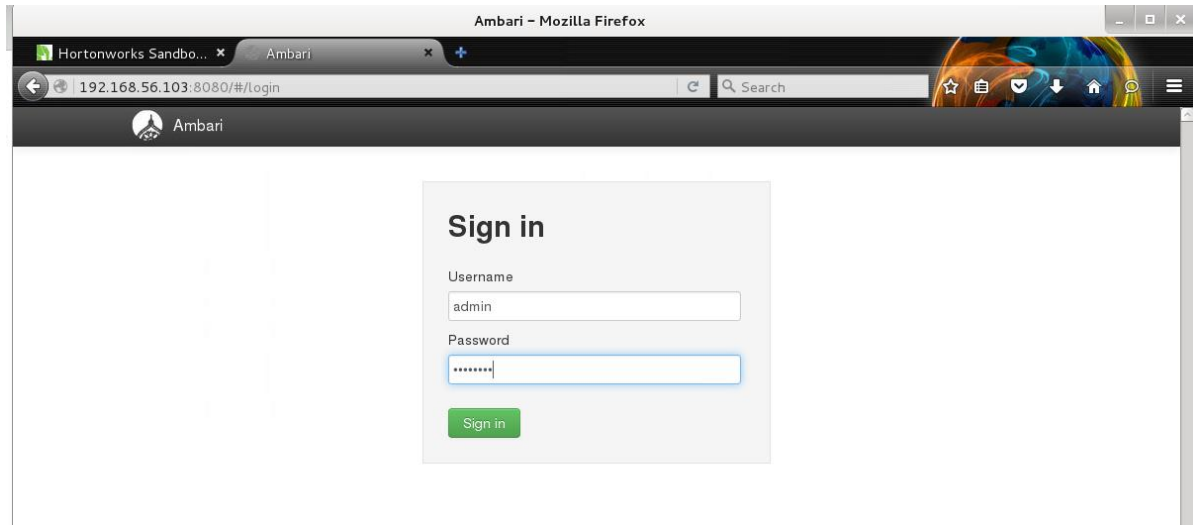 Ambari – Mozilla Firefox
Hortonworks Sandbo... Ambari
192.168.56.103:8080/#/login
Search
Ambari
Sign in
Username
admin
Password
••••••••
Sign in